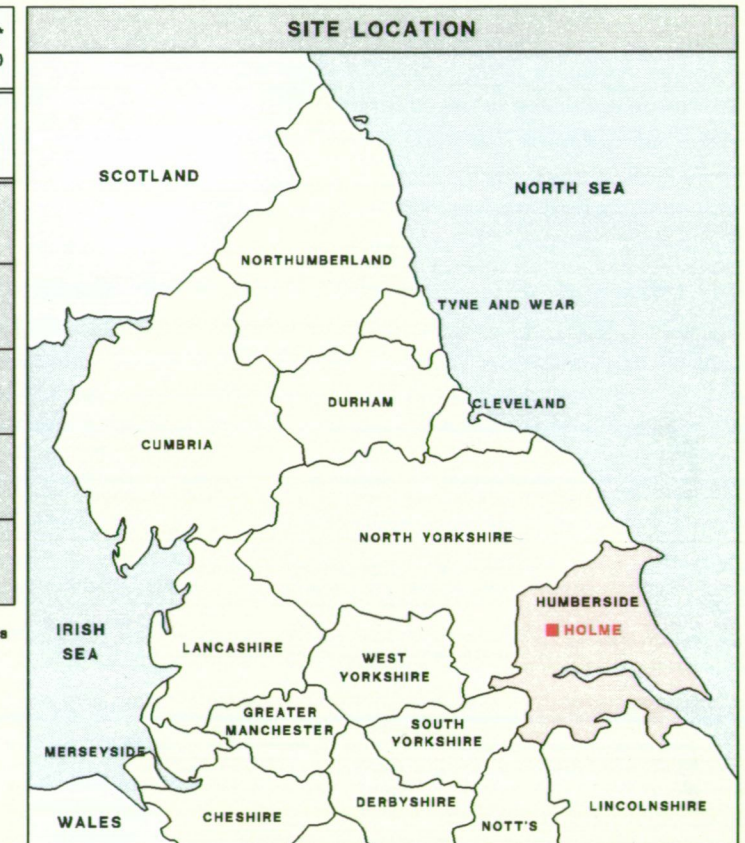 SITE LOCATION
SCOTLAND
NORTH SEA
NORTHUMBERLAND
TYNE AND WEAR
DURHAM
CLEVELAND
CUMBRIA
NORTH YORKSHIRE
HUMBERSIDE
HOLME
IRISH
SEA
LANCASHIRE
WEST
YORKSHIRE
GREATER
MANCHESTER
SOUTH
YORKSHIRE
MERSEYSIDE
WALES
CHESHIRE
DERBYSHIRE
NOTT'S
LINCOLNSHIRE